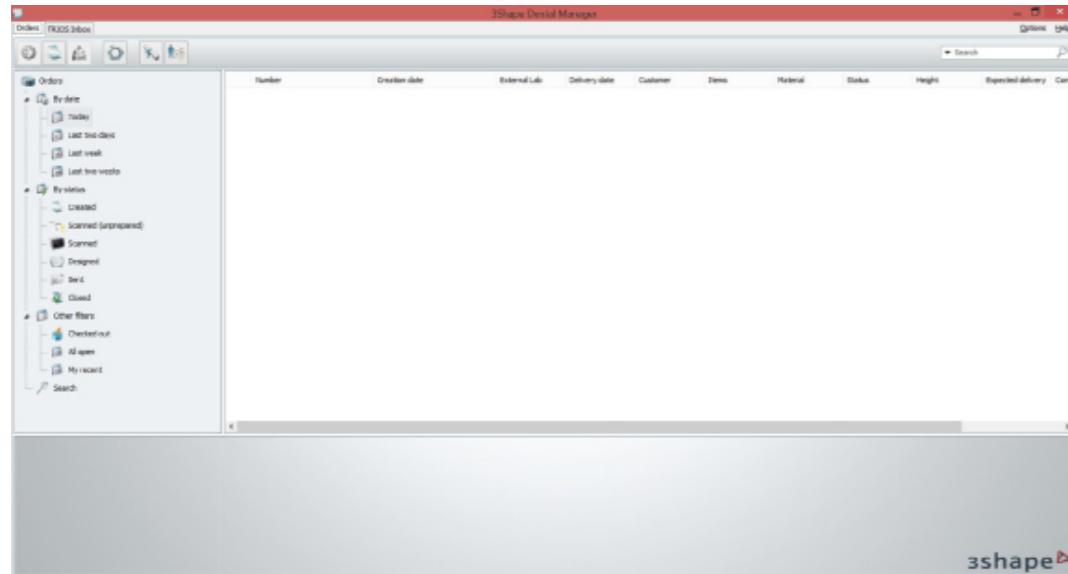 3Shape Dental Manager
Orders TRIOS Inbox Options Help
Search
Orders
Number Creation date External Lab Delivery date Customer Items Material Status Height Expected delivery
By date
Today
Last two days
Last week
Last two weeks
By status
Created
Scanned (unprepared)
Scanned
Designed
Sent
Closed
Other filters
Checked out
All open
My recent
Search
3shape